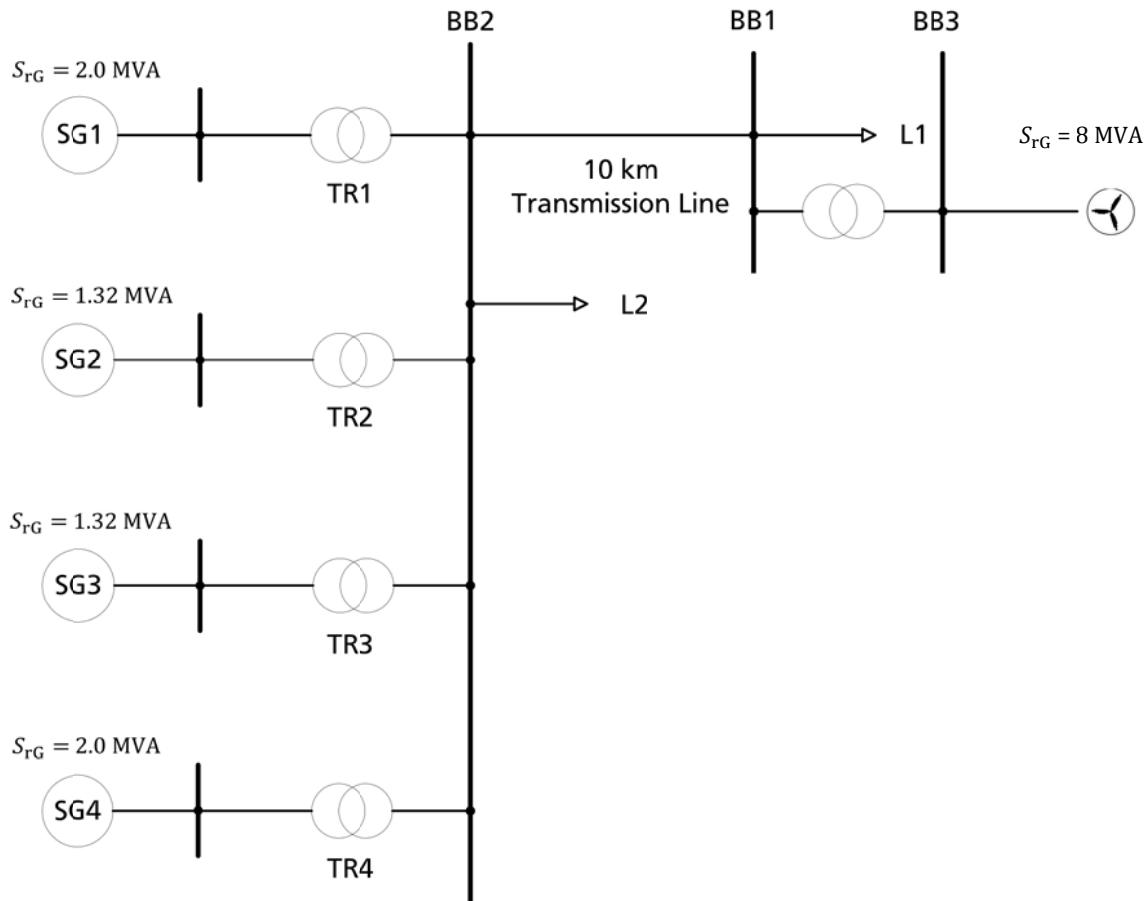 BB2
BB1
BB3
S_rG = 2.0 MVA
SG1
TR1
L1
S_rG = 8 MVA
10 km
Transmission Line
S_rG = 1.32 MVA
L2
SG2
TR2
S_rG = 1.32 MVA
SG3
TR3
S_rG = 2.0 MVA
SG4
TR4